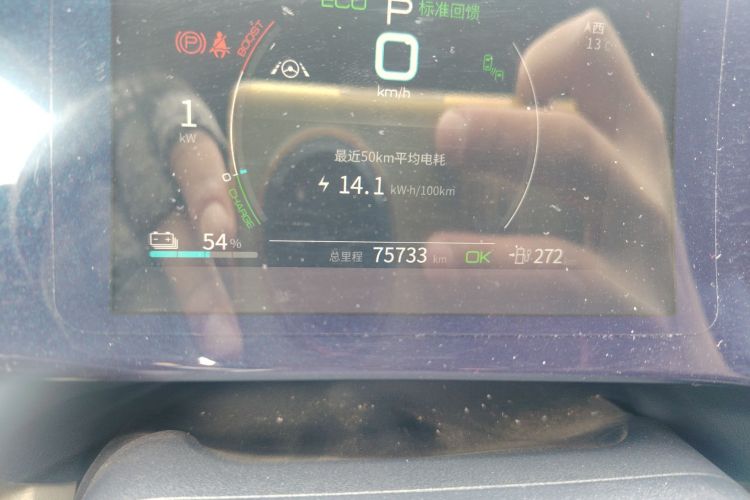 ECO P 标准回馈
西
13
BOOST
0
km/h
1
kW
最近50km平均电耗
14.1 kW·h/100km
CHARGE
54%
总里程 75733 km OK 272